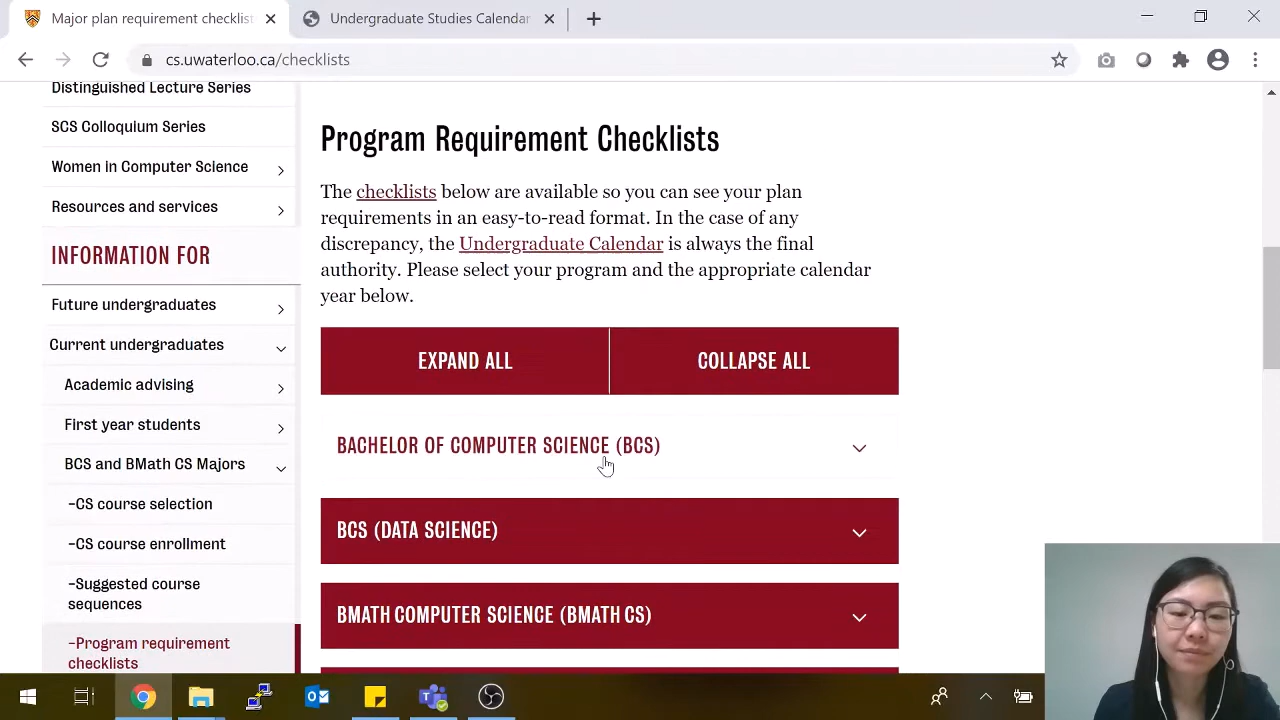 Major plan requirement checklist
Undergraduate Studies Calendar
cs.uwaterloo.ca/checklists
Distinguished Lecture Series
SCS Colloquium Series
Women in Computer Science
Resources and services
INFORMATION FOR
Future undergraduates
Current undergraduates
Academic advising
First year students
BCS and BMath CS Majors
-CS course selection
-CS course enrollment
-Suggested course
sequences
-Program requirement
checklists
Program Requirement Checklists
The checklists below are available so you can see your plan
requirements in an easy-to-read format. In the case of any
discrepancy, the Undergraduate Calendar is always the final
authority. Please select your program and the appropriate calendar
year below.
EXPAND ALL
COLLAPSE ALL
BACHELOR OF COMPUTER SCIENCE (BCS)
BCS (DATA SCIENCE)
BMATH COMPUTER SCIENCE (BMATH CS)